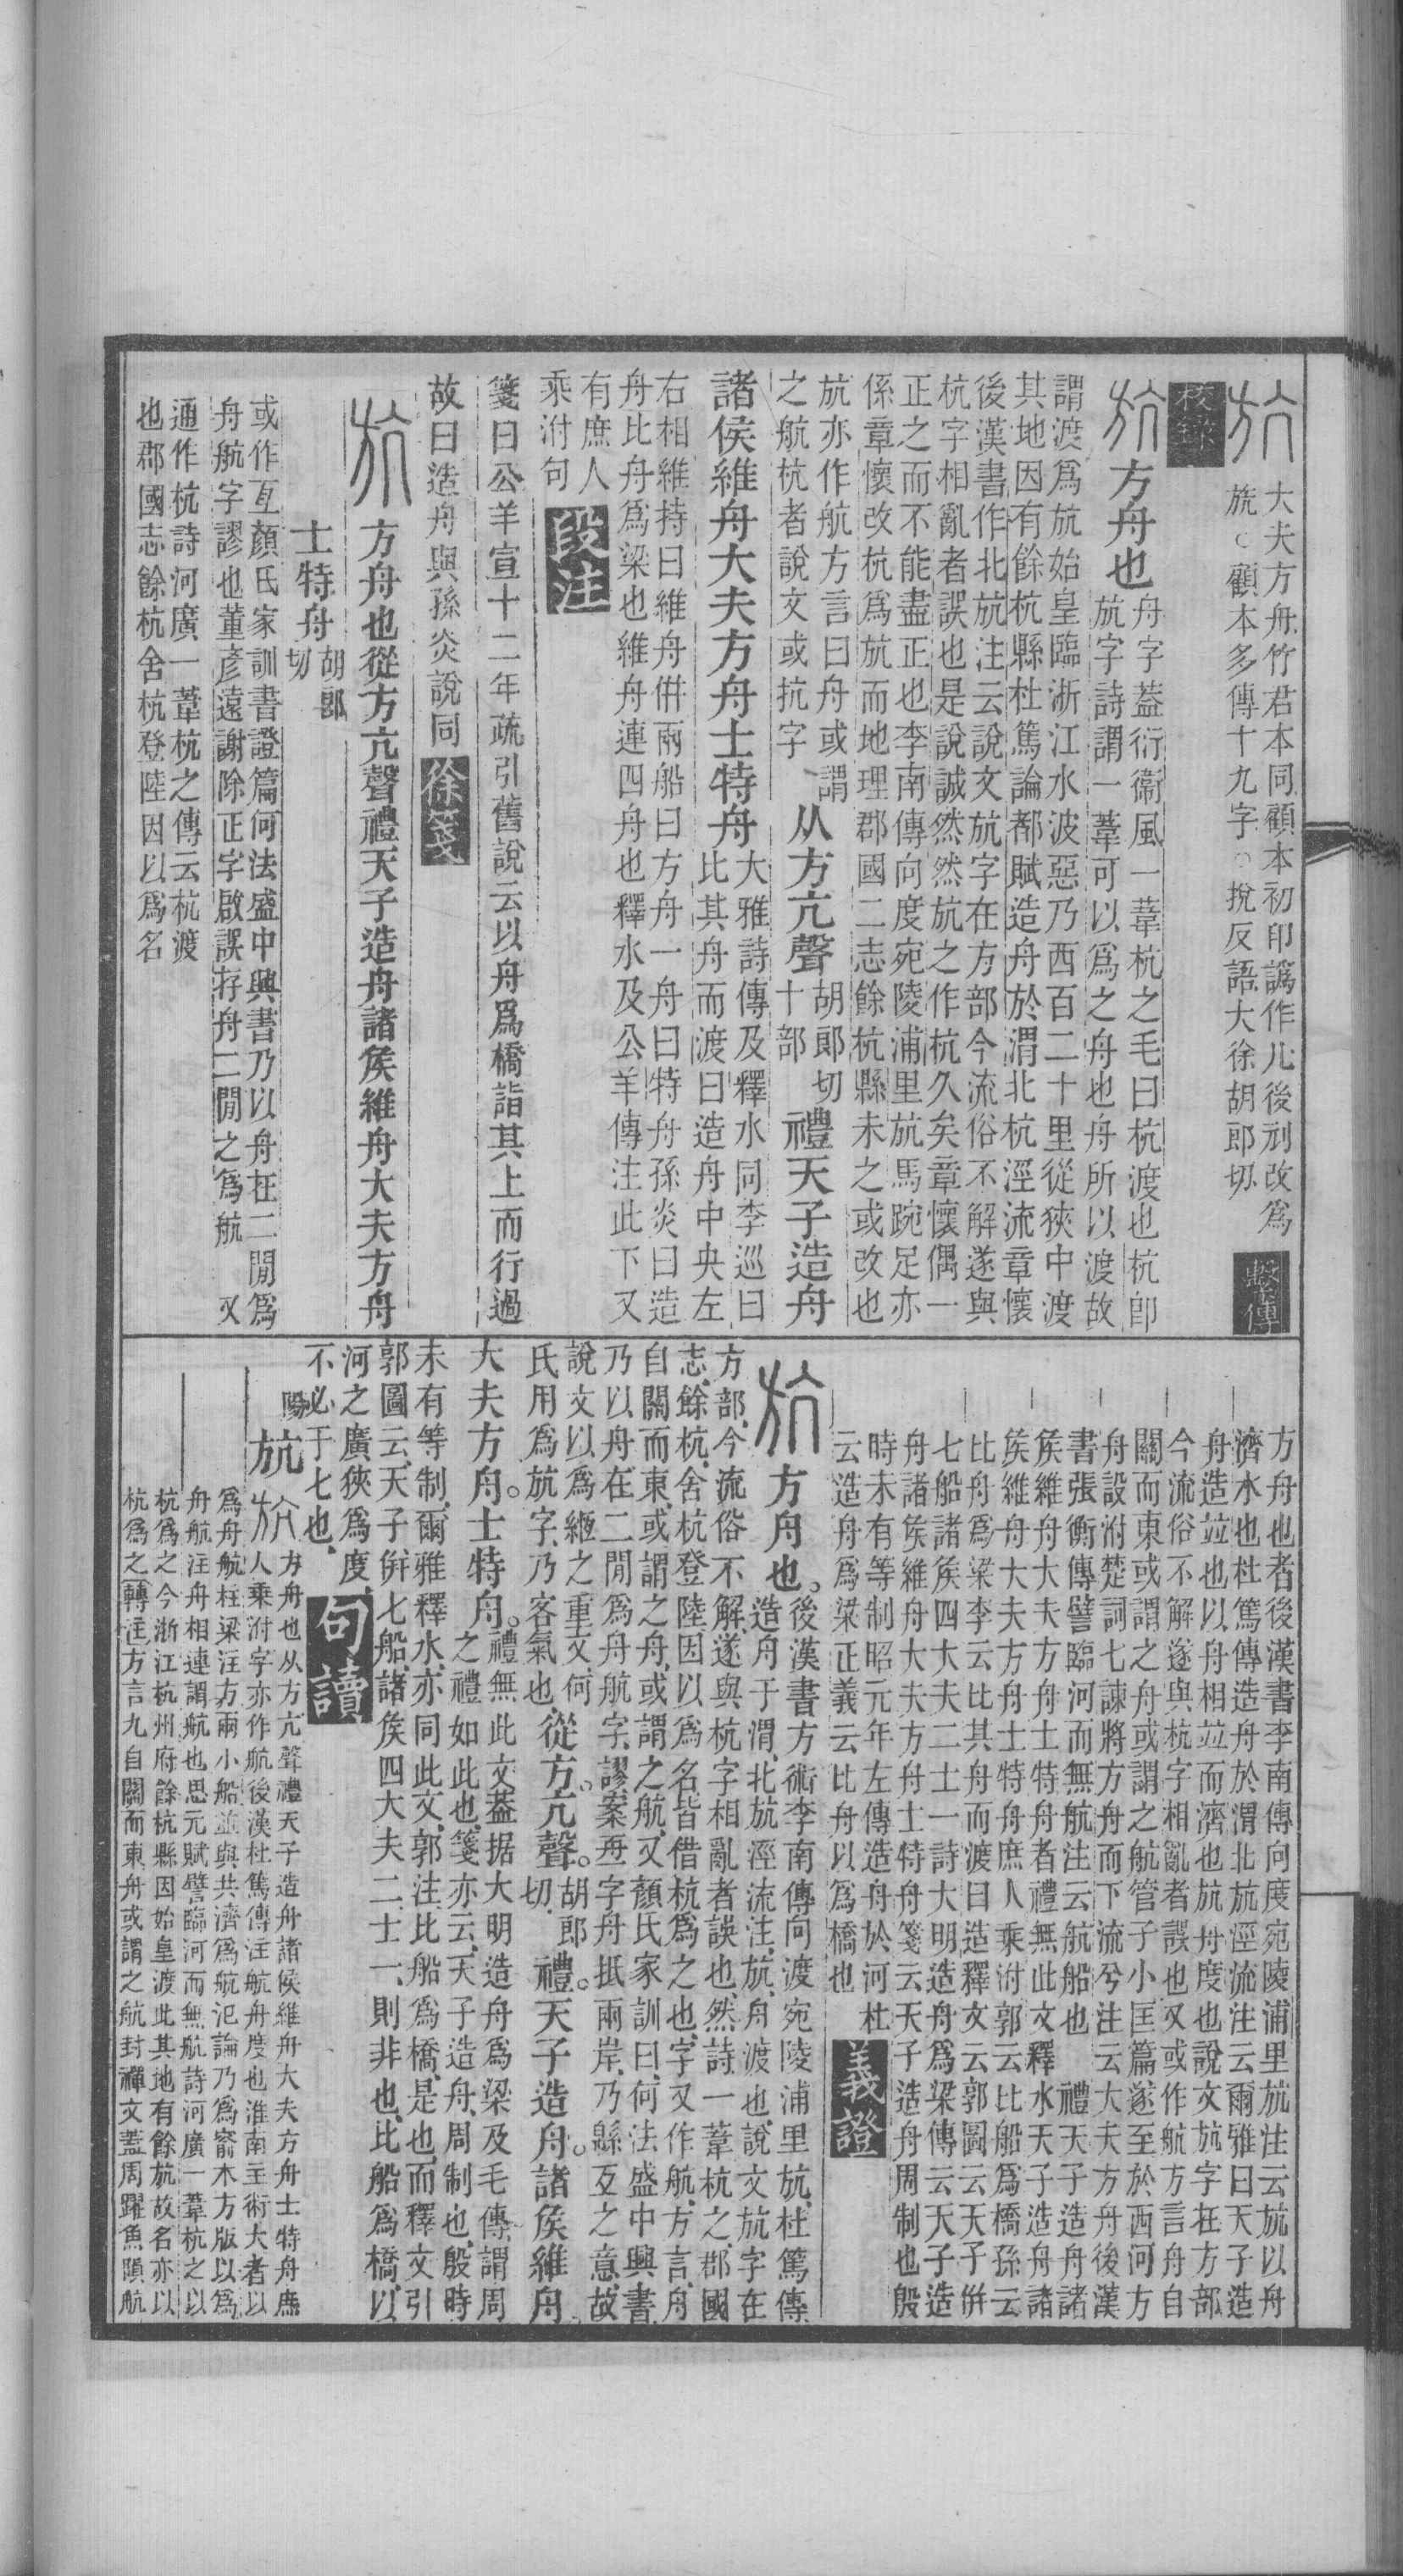 大夫方舟竹君本同顧本初印譌作儿後刓改爲
斻○顧本多傳十九字○挩反語大徐胡郎切 繫傳
校錄
斻 方舟也
舟字葢衍衞風一葦杭之毛曰杭渡也杭卽
斻字詩謂一葦可以爲之舟也舟所以渡故
謂渡爲斻始皇臨浙江水波惡乃西百二十里從狹中渡
其地因有餘杭縣杜篤論都賦造舟於渭北杭涇流章懷
後漢書作北斻注云說文斻字在方部今流俗不解遂與
杭字相亂者誤也是說誠然然斻之作杭久矣章懷偶一
正之而不能盡正也李南傳向度宛陵浦里斻馬踠足亦
係章懷改杭爲斻而地理郡國二志餘杭縣未之或改也
斻亦作航方言曰舟或謂
之航杭者說文或抗字
从方亢聲
胡郎切
十部
禮天子造舟
諸侯維舟大夫方舟士特舟
大雅詩傳及釋水同李巡曰
比其舟而渡曰造舟中央左
右相維持曰維舟併兩船曰方舟一舟曰特舟孫炎曰造
舟比舟爲梁也維舟連四舟也釋水及公羊傳注此下又
有庶人
乘泭句
段注
箋曰公羊宣十二年疏引舊說云以舟爲橋詣其上而行過
故曰造舟與孫炎說同 徐箋
斻 方舟也從方亢聲禮天子造舟諸矦維舟大夫方舟
士特舟
胡郎
切
或作亙顏氏家訓書證篇何法盛中興書乃以舟在二閒爲
舟航字謬也董彥遠謝除正字啟誤存舟二閒之爲航 又
通作杭詩河廣一葦杭之傳云杭渡
也郡國志餘杭舍杭登陸因以爲名
方舟也者後漢書李南傳向度宛陵浦里斻注云斻以舟
濟水也杜篤傳造舟於渭北斻涇流注云爾雅曰天子造
舟造竝也以舟相竝而濟也斻舟度也說文斻字在方部
今流俗不解遂與杭字相亂者誤也又或作航方言舟自
關而東或謂之舟或謂之航管子小匡篇遂至於西河方
舟設泭楚詞七諫將方舟而下流兮注云大夫方舟後漢
書張衡傳譬臨河而無航注云航船也 禮天子造舟諸
矦維舟大夫方舟士特舟者禮無此文釋水天子造舟諸
矦維舟大夫方舟士特舟庶人乘泭郭云比船爲橋孫云
比舟爲梁李云比其舟而渡曰造釋文云郭圖云天子併
七船諸矦四大夫二士一詩大明造舟爲梁傳云天子造
舟諸矦維舟大夫方舟士特舟箋云天子造舟周制也殷
時未有等制昭元年左傳造舟於河杜
云造舟爲梁正義云比舟以爲橋也
義證
斻 方舟也。
後漢書方術李南傳向渡宛陵浦里斻、杜篤傳
造舟于渭、北斻涇流、注、斻、舟渡也、說文斻字在
方部、今流俗不解、遂與杭字相亂者誤也、然詩一葦杭之、郡國
志、餘杭、舍杭登陸、因以爲名、皆借杭爲之也、字又作航、方言、舟
自關而東、或謂之舟、或謂之航、又顏氏家訓曰、何法盛中興書
乃以舟在二閒爲舟航字、謬、案亙字舟抵兩岸、乃縣亙之意、故
說文以爲緪之重文、何
氏用爲斻字、乃客氣也、
從方。亢聲。
胡郎
切、
禮。天子造舟。諸矦維舟。
大夫方舟。士特舟。
禮無此文、葢据大明造舟爲梁及毛傳、謂周
之禮如此也、箋亦云、天子造舟、周制也、殷時
未有等制、爾雅釋水、亦同此文、郭注、比船爲橋、是也、而釋文引
郭圖云、天子併七船、諸矦四大夫二、士一、則非也、比船爲橋、以
河之廣狹爲度、
不必于七也、
句讀
斻
陽
斻 方舟也从方亢聲禮天子造舟諸侯維舟大夫方舟士特舟庶
人乘泭字亦作航後漢杜篤傳注航舟度也淮南主術大者以
爲舟航柱梁注方兩小船並與共濟爲航氾論乃爲窬木方版以爲
舟航注舟相連謂航也思元賦譬臨河而無航詩河廣一葦杭之以
杭爲之今浙江杭州府餘杭縣因始皇渡此其地有餘斻故名亦以
杭爲之轉注方言九自關而東舟或謂之航封禪文蓋周躍魚隕航